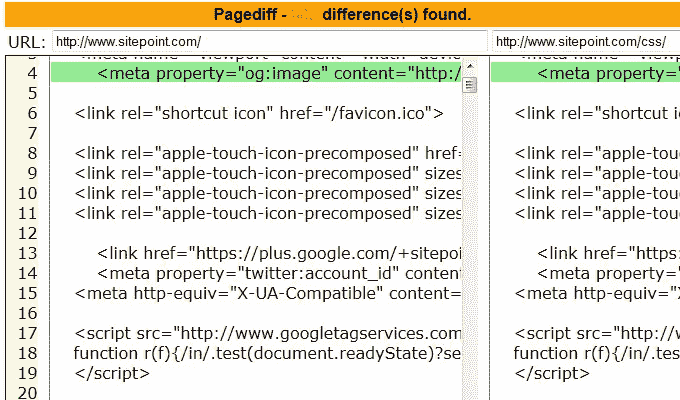 Pagediff - difference(s) found.
URL: http://www.sitepoint.com/ http://www.sitepoint.com/css/
4 <meta property="og:image" content="http:/ <meta property="
5
6 <link rel="shortcut icon" href="/favicon.ico"> <link rel="shortcut i
7
8 <link rel="apple-touch-icon-precomposed" href= <link rel="apple-tou
9 <link rel="apple-touch-icon-precomposed" sizes <link rel="apple-tou
10 <link rel="apple-touch-icon-precomposed" sizes <link rel="apple-tou
11 <link rel="apple-touch-icon-precomposed" sizes <link rel="apple-tou
12
13 <link href="https://plus.google.com/+sitepoi <link href="https:
14 <meta property="twitter:account_id" conten <meta property="
15 <meta http-equiv="X-UA-Compatible" content= <meta http-equiv="X
16
17 <script src="http://www.googletagservices.com <script src="http://w
18 function r(f){/in/.test(document.readyState)?se function r(f){/in/.te
19 </script> </script>
20